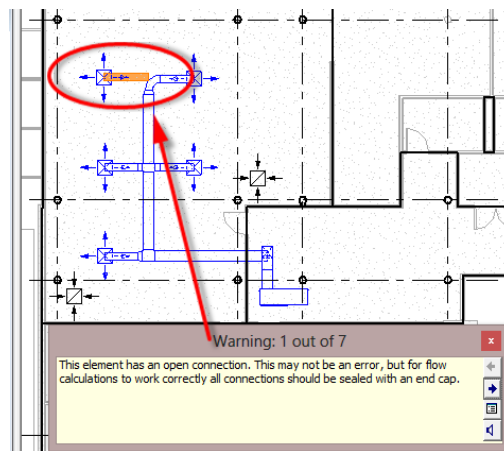 Warning: 1 out of 7
This element has an open connection. This may not be an error, but for flow
calculations to work correctly all connections should be sealed with an end cap.